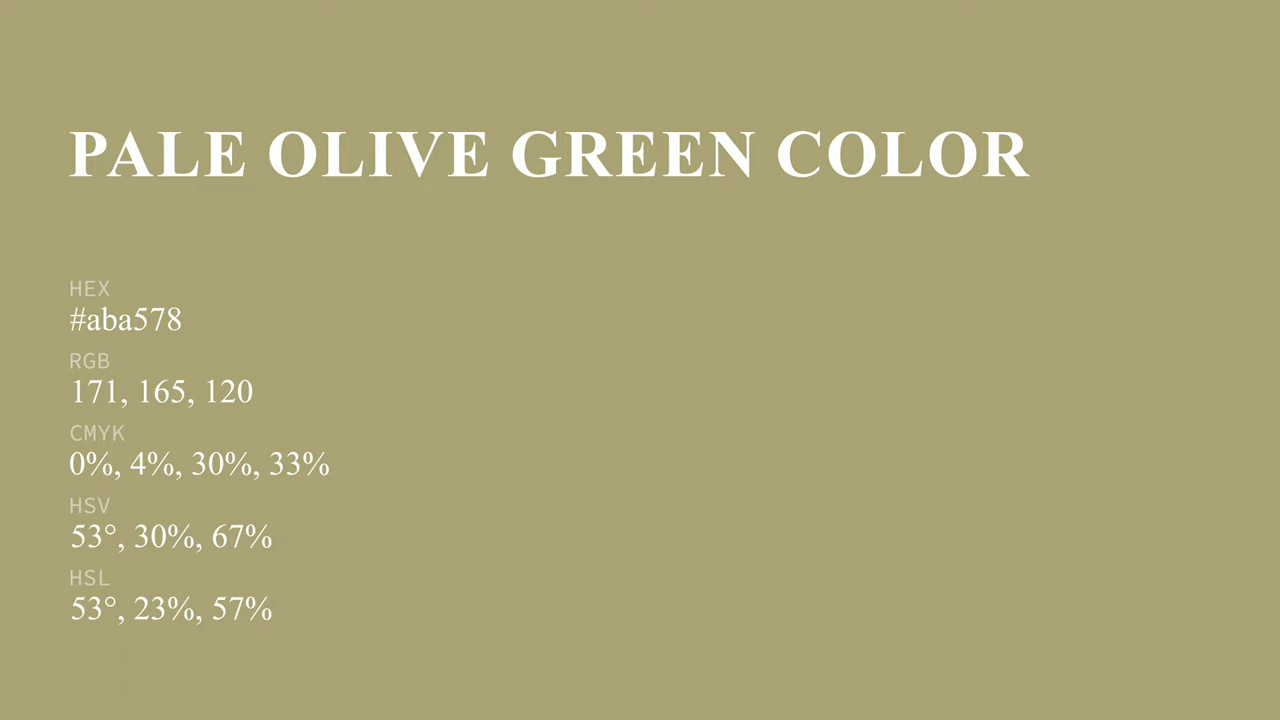 PALE OLIVE GREEN COLOR
HEX
#aba578
RGB
171, 165, 120
CMYK
0%, 4%, 30%, 33%
HSV
53°, 30%, 67%
HSL
53°, 23%, 57%